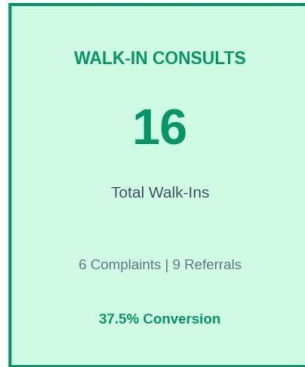 WALK-IN CONSULTS
16
Total Walk-Ins
6 Complaints | 9 Referrals
37.5% Conversion